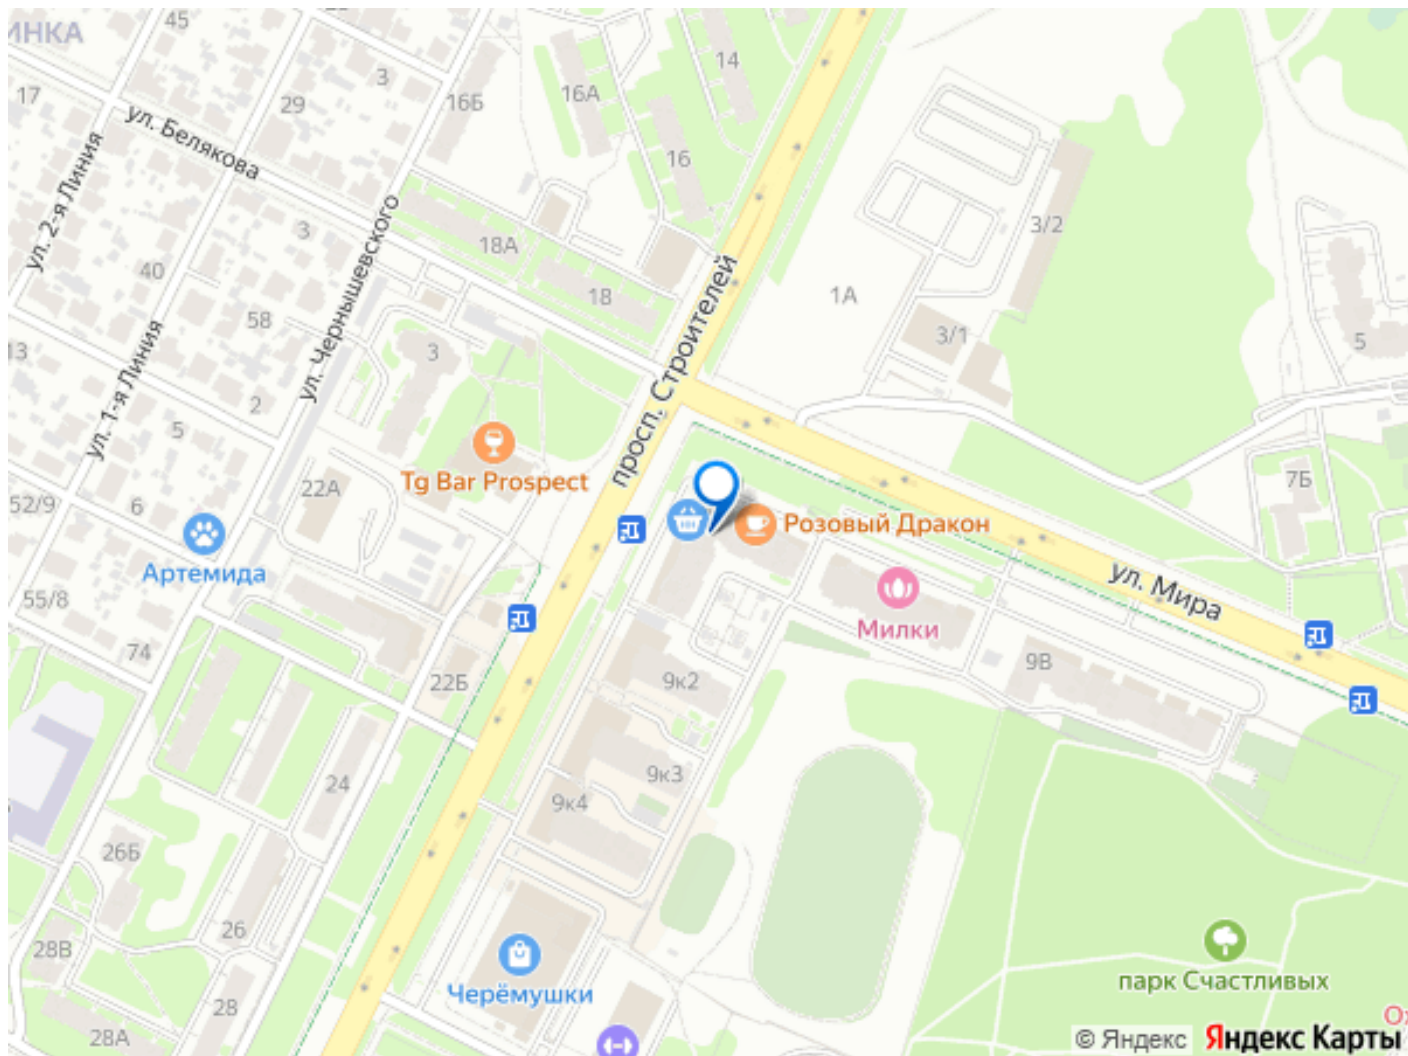 ИНКА
45
14
3
16А
16Б
17
29
ул. Белякова
16
ул. 2-я Линия
3
18А
3/2
ул. Чернышевского
40
просп. Строителей
18
1А
58
3/1
13
3
5
ул. 1-я Линия
2
5
Tg Bar Prospect
22А
7Б
52/9
6
Розовый Дракон
Артемида
ул. Мира
55/8
Милки
74
22Б
9к2
9В
24
9к3
9к4
26Б
26
28В
парк Счастливых
Черёмушки
28
28А
Ох
© Яндекс Яндекс Карты